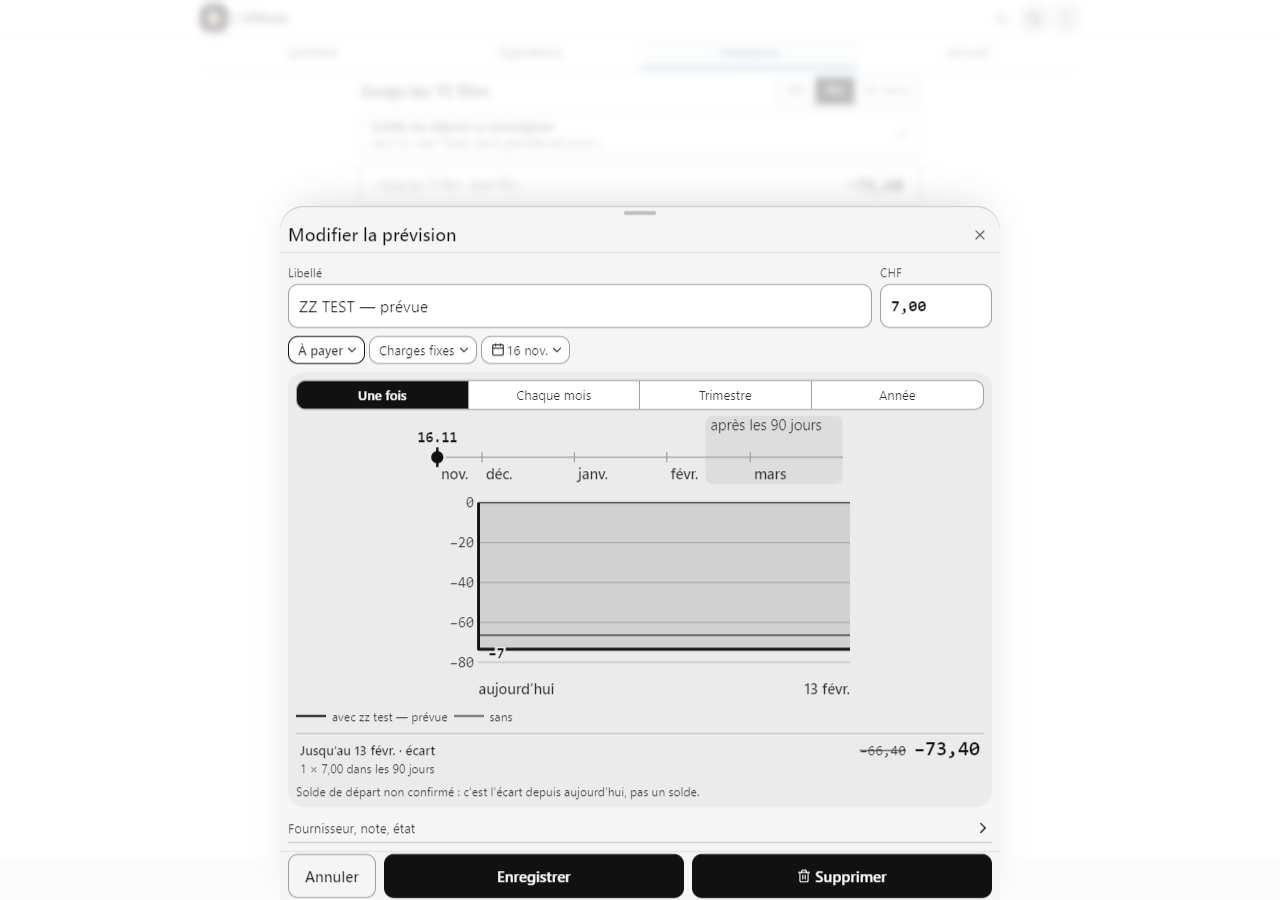 Modifier la prévision
Libellé
CHF
ZZ TEST — prévue
7,00
À payer
Charges fixes
16 nov.
Une fois
Chaque mois
Trimestre
Année
après les 90 jours
16.11
nov.
déc.
janv.
févr.
mars
0
−20
−40
−60
−80
−7
aujourd’hui
13 févr.
avec zz test — prévue
sans
Jusqu’au 13 févr. · écart
−66,40 −73,40
1 × 7,00 dans les 90 jours
Solde de départ non confirmé : c’est l’écart depuis aujourd’hui, pas un solde.
Fournisseur, note, état
Annuler
Enregistrer
Supprimer